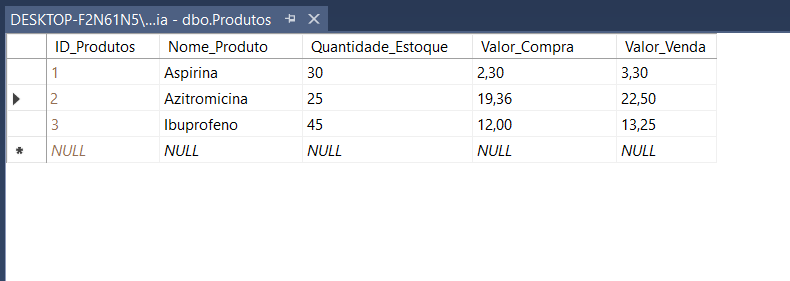 DESKTOP-F2N61N5\...ia - dbo.Produtos
ID_Produtos Nome_Produto Quantidade_Estoque Valor_Compra Valor_Venda
1 Aspirina 30 2,30 3,30
2 Azitromicina 25 19,36 22,50
3 Ibuprofeno 45 12,00 13,25
NULL NULL NULL NULL NULL